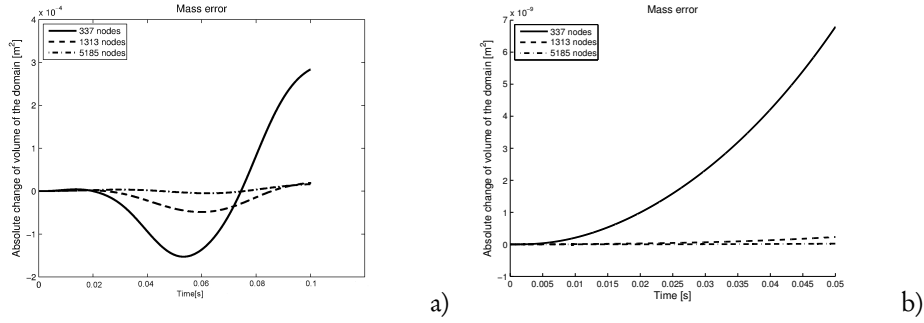 Mass error
x 10⁻⁴
337 nodes
1313 nodes
5185 nodes
Absolute change of volume of the domain [m²]
4
3
2
1
0
−1
−2
0 0.02 0.04 0.06 0.08 0.1
Time[s]
a)
Mass error
x 10⁻⁹
337 nodes
1313 nodes
5185 nodes
Absolute change of volume of the domain [m²]
7
6
5
4
3
2
1
0
−1
0 0.005 0.01 0.015 0.02 0.025 0.03 0.035 0.04 0.045 0.05
Time [s]
b)